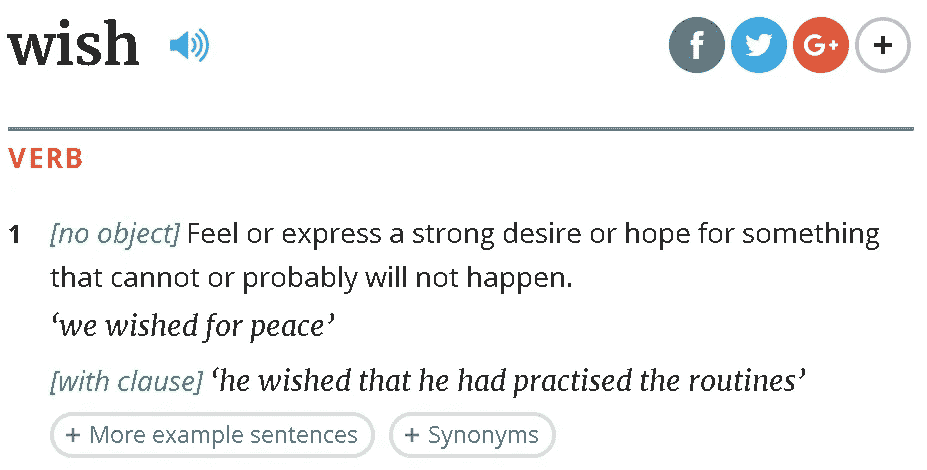 wish
f G+ +
VERB
1 [no object] Feel or express a strong desire or hope for something
that cannot or probably will not happen.
‘we wished for peace’
[with clause] ‘he wished that he had practised the routines’
+ More example sentences + Synonyms